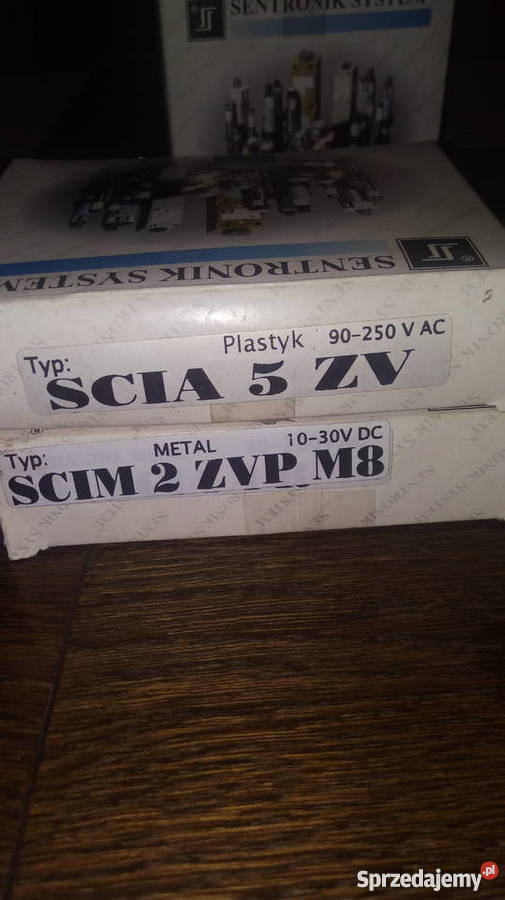 SENTRONIK SYSTEM
SENTRONIK SYSTEM
Typ: Plastyk 90-250 V AC
SCIA 5 ZV
Typ: METAL 10-30V DC
SCIM 2 ZVP M8
Sprzedajemy.pl